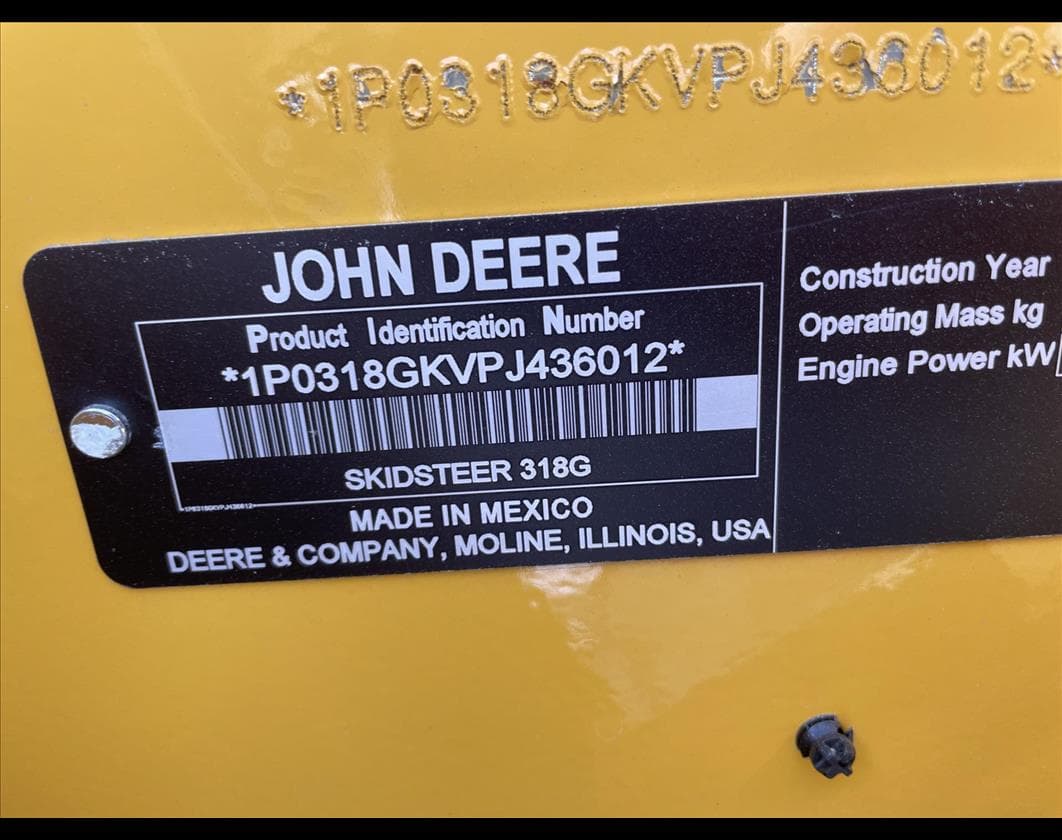 *1P0318GKVPJ436012*
JOHN DEERE
Product Identification Number
*1P0318GKVPJ436012*
SKIDSTEER 318G
*1P0318GKVPJ436012*
MADE IN MEXICO
DEERE & COMPANY, MOLINE, ILLINOIS, USA
Construction Year
Operating Mass kg
Engine Power kW